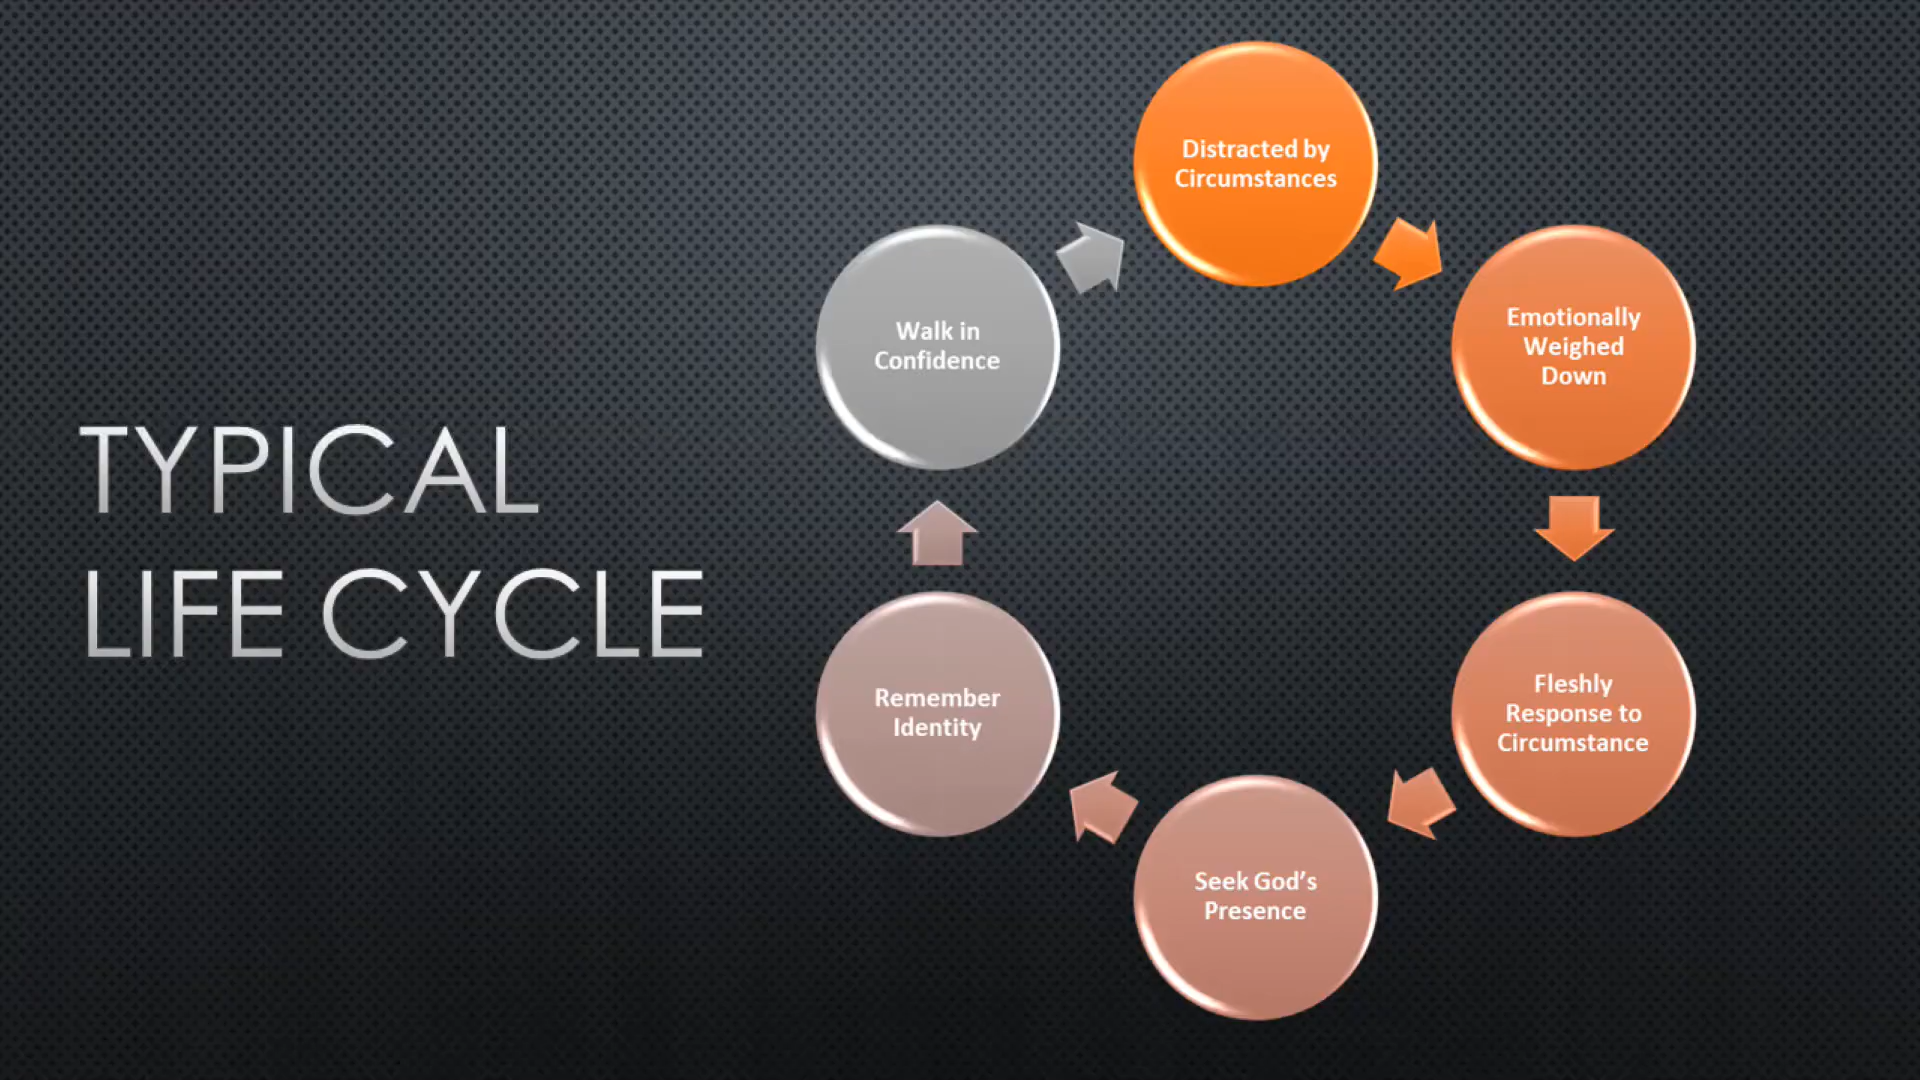 TYPICAL
LIFE CYCLE
Distracted by
Circumstances
Emotionally
Weighed
Down
Fleshly
Response to
Circumstance
Seek God’s
Presence
Remember
Identity
Walk in
Confidence